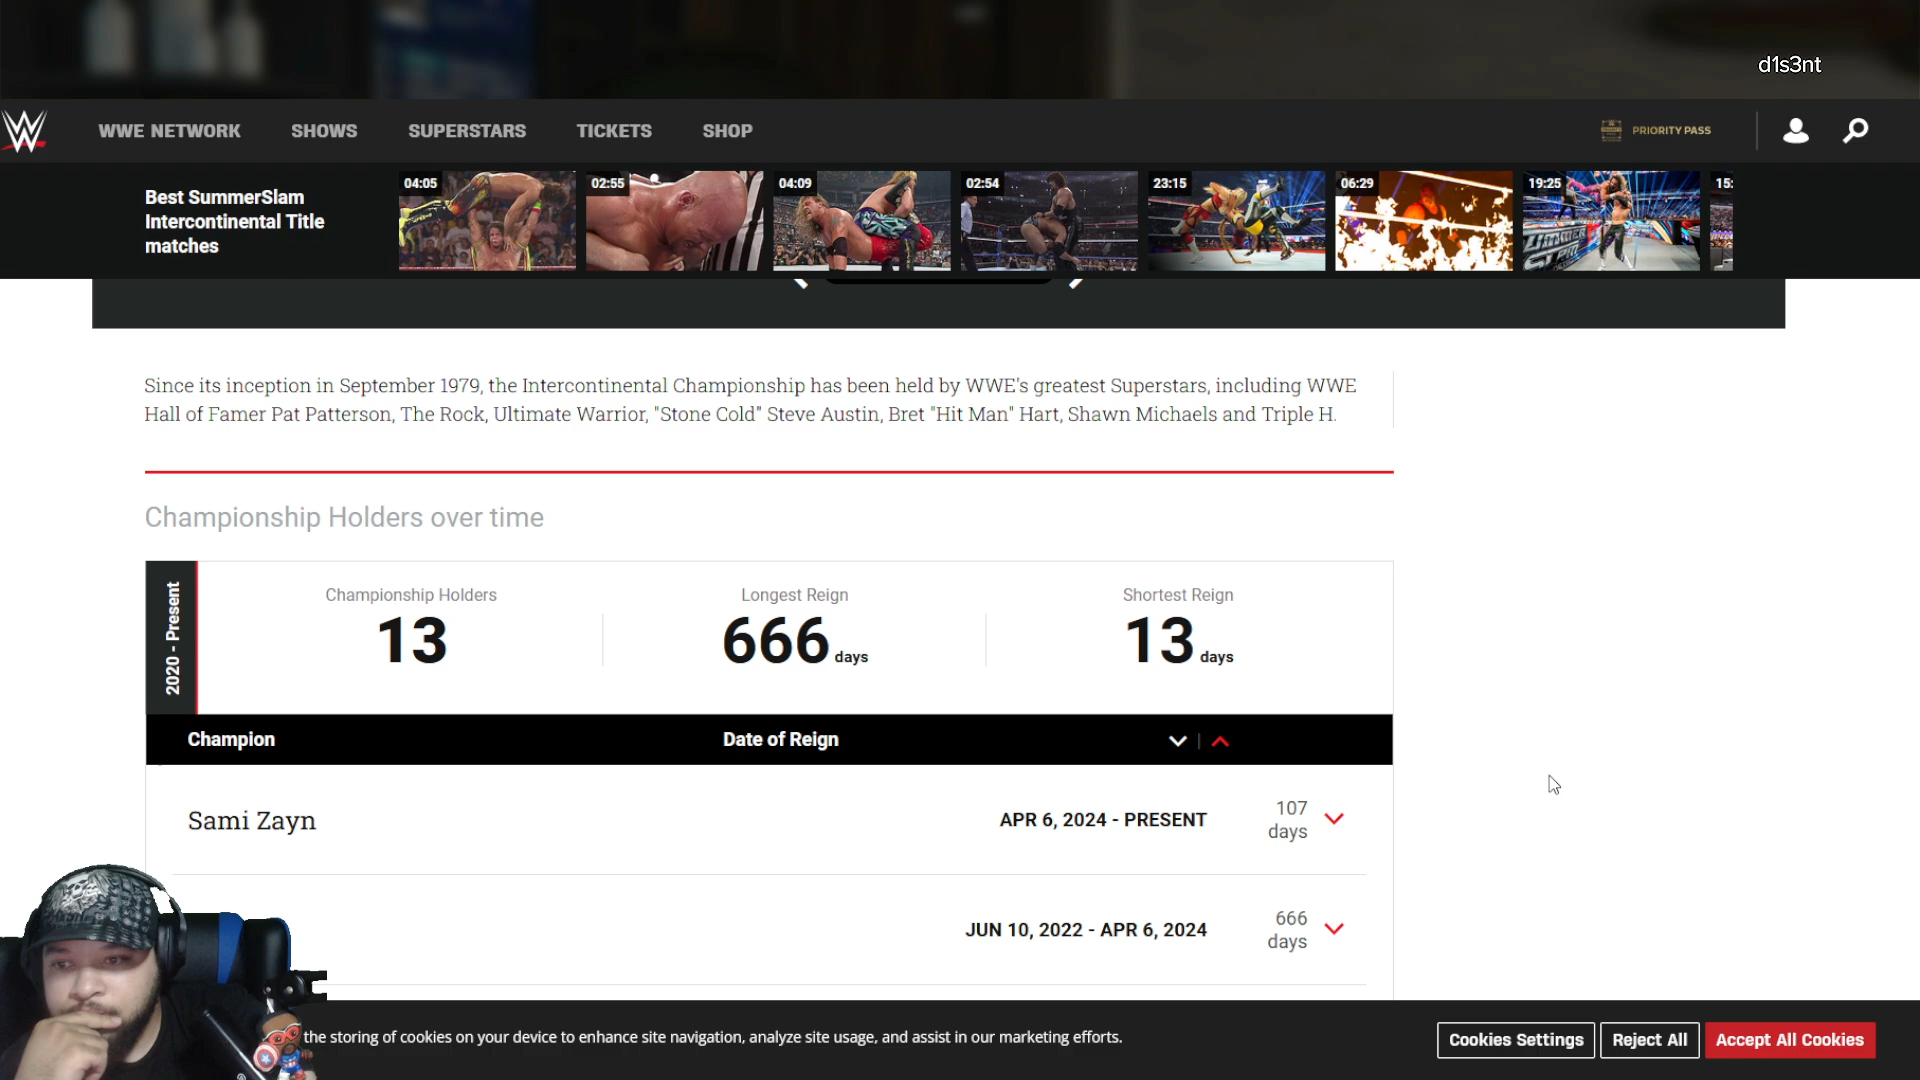 d1s3nt
WWE NETWORK
SHOWS
SUPERSTARS
TICKETS
SHOP
PRIORITY PASS
Best SummerSlam
Intercontinental Title
matches
04:05
02:55
04:09
02:54
23:15
06:29
19:25
15:
Since its inception in September 1979, the Intercontinental Championship has been held by WWE's greatest Superstars, including WWE
Hall of Famer Pat Patterson, The Rock, Ultimate Warrior, "Stone Cold" Steve Austin, Bret "Hit Man" Hart, Shawn Michaels and Triple H.
Championship Holders over time
2020 - Present
Championship Holders
13
Longest Reign
666 days
Shortest Reign
13 days
Champion
Date of Reign
Sami Zayn
APR 6, 2024 - PRESENT
107
days
JUN 10, 2022 - APR 6, 2024
666
days
the storing of cookies on your device to enhance site navigation, analyze site usage, and assist in our marketing efforts.
Cookies Settings
Reject All
Accept All Cookies